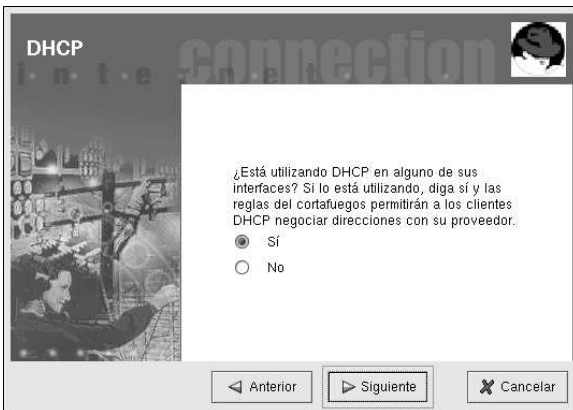 DHCP
connection
internet
¿Está utilizando DHCP en alguno de sus
interfaces? Si lo está utilizando, diga sí y las
reglas del cortafuegos permitirán a los clientes
DHCP negociar direcciones con su proveedor.
Sí
No
Anterior
Siguiente
Cancelar